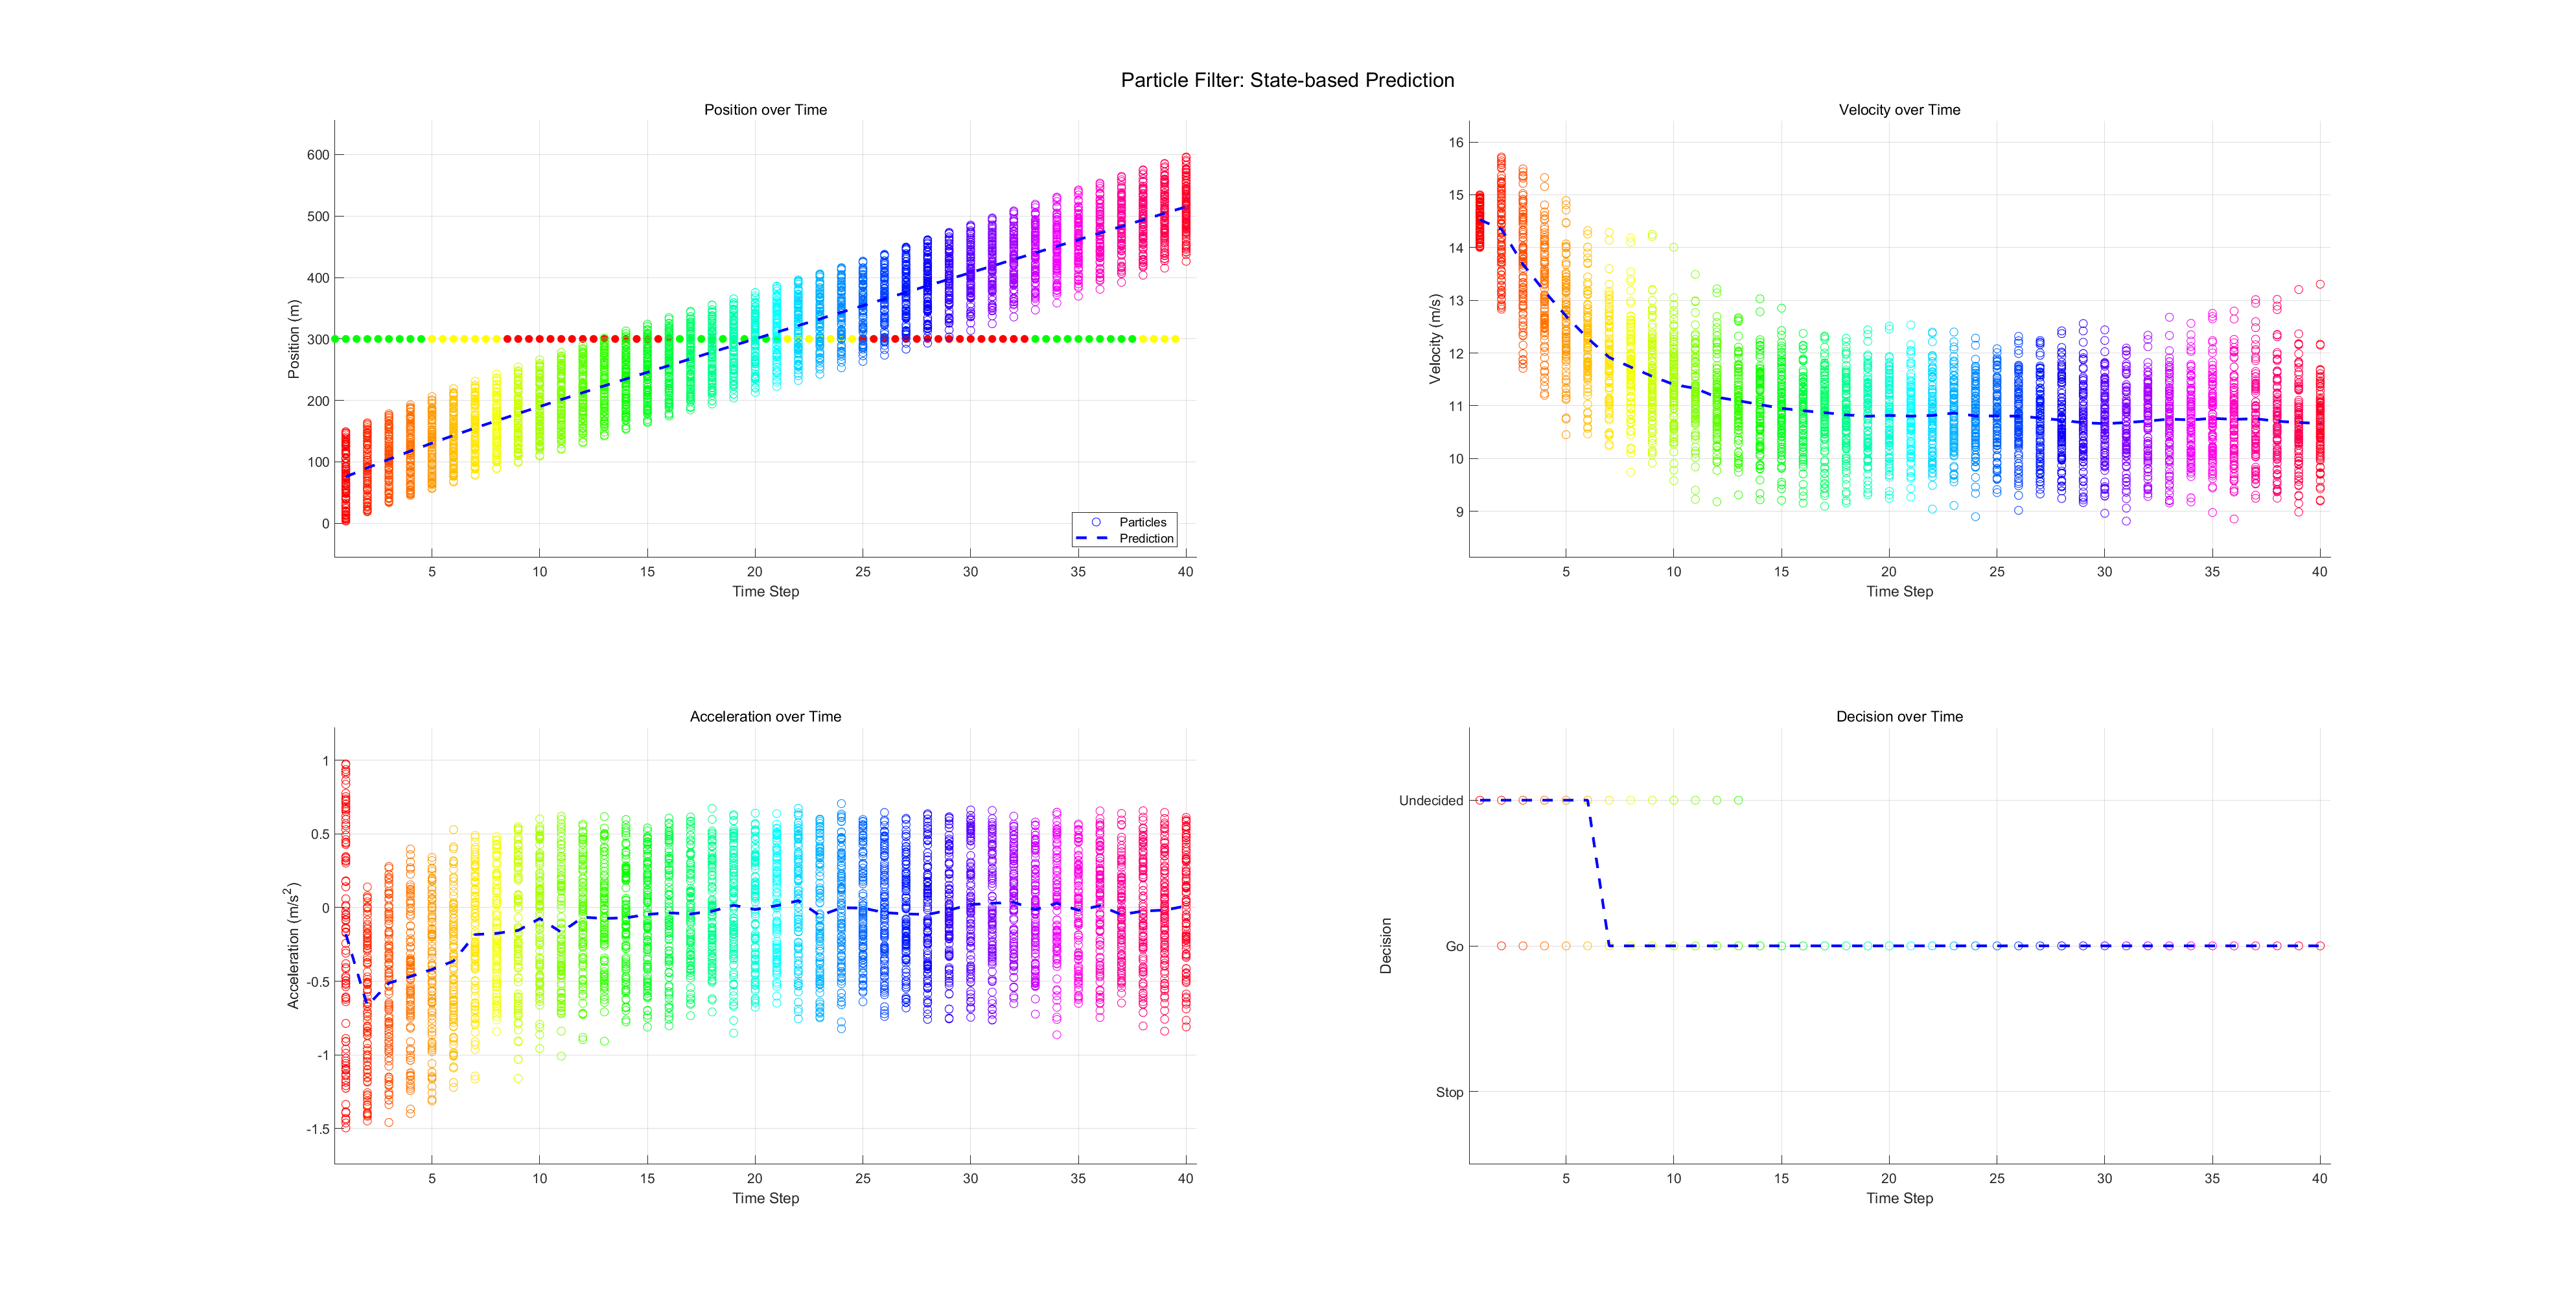 Particle Filter: State-based Prediction
Position over Time
600
500
400
300
200
100
0
Position (m)
5 10 15 20 25 30 35 40
Time Step
Particles
Prediction
Velocity over Time
16
15
14
13
12
11
10
9
Velocity (m/s)
5 10 15 20 25 30 35 40
Time Step
Acceleration over Time
1
0.5
0
-0.5
-1
-1.5
Acceleration (m/s²)
5 10 15 20 25 30 35 40
Time Step
Decision over Time
Undecided
Go
Stop
Decision
5 10 15 20 25 30 35 40
Time Step